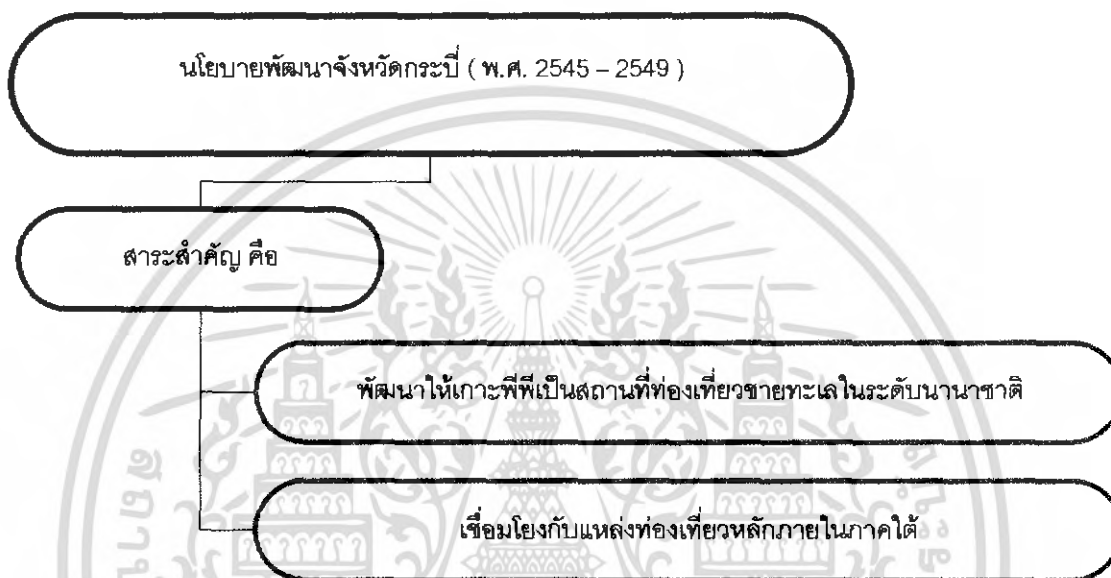 นโยบายพัฒนาจังหวัดกระบี่ ( พ.ศ. 2545 – 2549 )
สาระสำคัญ คือ
พัฒนาให้เกาะพีพีเป็นสถานที่ท่องเที่ยวชายทะเลในระดับนานาชาติ
เชื่อมโยงกับแหล่งท่องเที่ยวหลักภายในภาคใต้